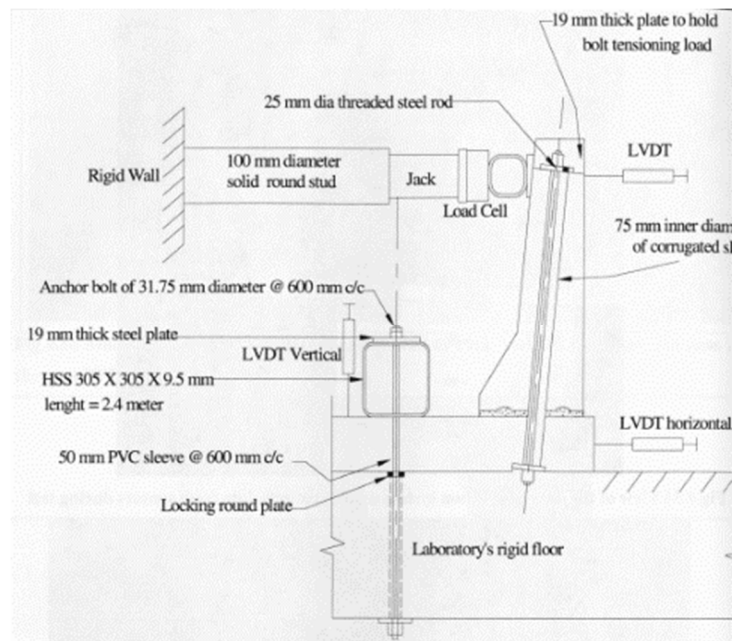 19 mm thick plate to hold
bolt tensioning load
25 mm dia threaded steel rod
LVDT
Rigid Wall
100 mm diameter
solid round stud
Jack
Load Cell
75 mm inner diam
of corrugated sl
Anchor bolt of 31.75 mm diameter @ 600 mm c/c
19 mm thick steel plate
LVDT Vertical
HSS 305 X 305 X 9.5 mm
lenght = 2.4 meter
LVDT horizontal
50 mm PVC sleeve @ 600 mm c/c
Locking round plate
Laboratory's rigid floor